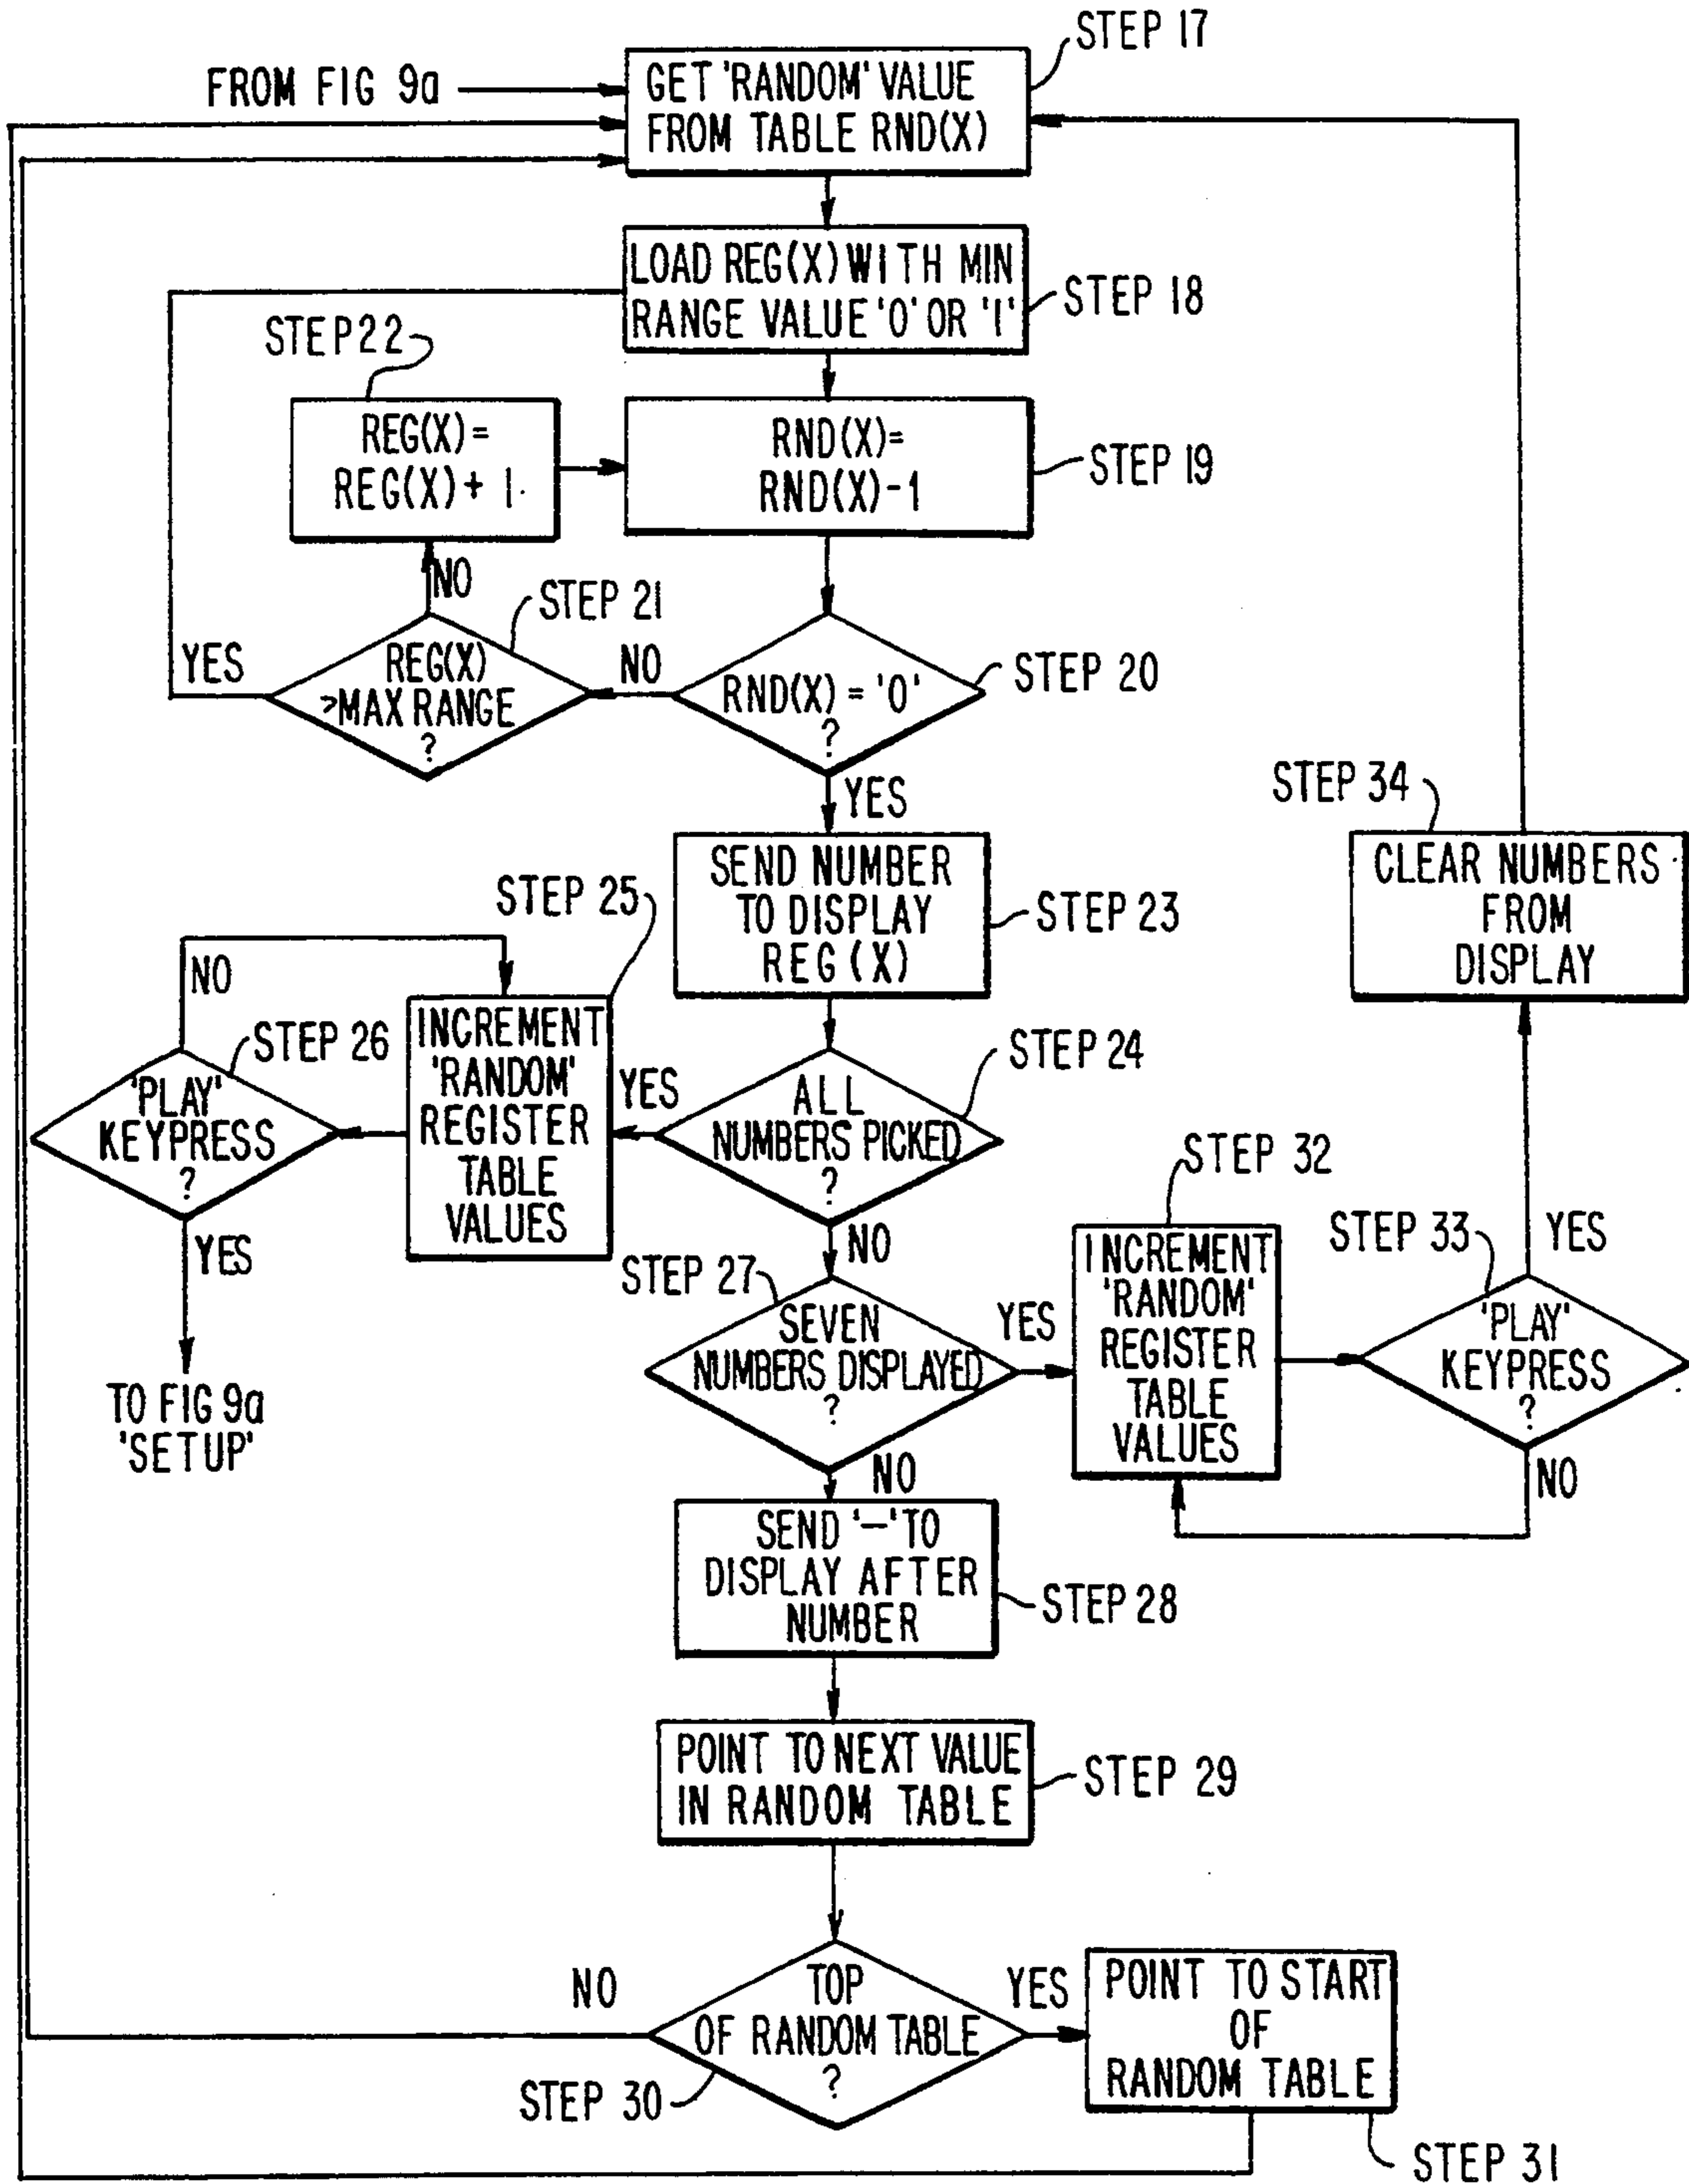 STEP 17
FROM FIG 9a
GET 'RANDOM' VALUE
FROM TABLE RND(X)
LOAD REG(X) WITH MIN
RANGE VALUE 'O' OR 'I'
STEP 18
STEP 22
REG(X)=
REG(X)+ 1
RND(X)=
RND(X)-1
STEP 19
NO
STEP 21
YES
REG(X)
>MAX RANGE
?
NO
RND(X) = 'O'
?
STEP 20
YES
STEP 34
SEND NUMBER
TO DISPLAY
REG (X)
STEP 23
CLEAR NUMBERS
FROM
DISPLAY
STEP 25
NO
INCREMENT
'RANDOM'
REGISTER
TABLE
VALUES
STEP 26
'PLAY'
KEYPRESS
?
YES
STEP 24
ALL
NUMBERS PICKED
?
YES
NO
STEP 32
STEP 27
STEP 33
YES
SEVEN
NUMBERS DISPLAYED
?
YES
INCREMENT
'RANDOM'
REGISTER
TABLE
VALUES
'PLAY'
KEYPRESS
?
TO FIG 9a
'SETUP'
NO
NO
SEND '—' TO
DISPLAY AFTER
NUMBER
STEP 28
POINT TO NEXT VALUE
IN RANDOM TABLE
STEP 29
NO
TOP
OF RANDOM TABLE
?
YES
POINT TO START
OF
RANDOM TABLE
STEP 30
STEP 31